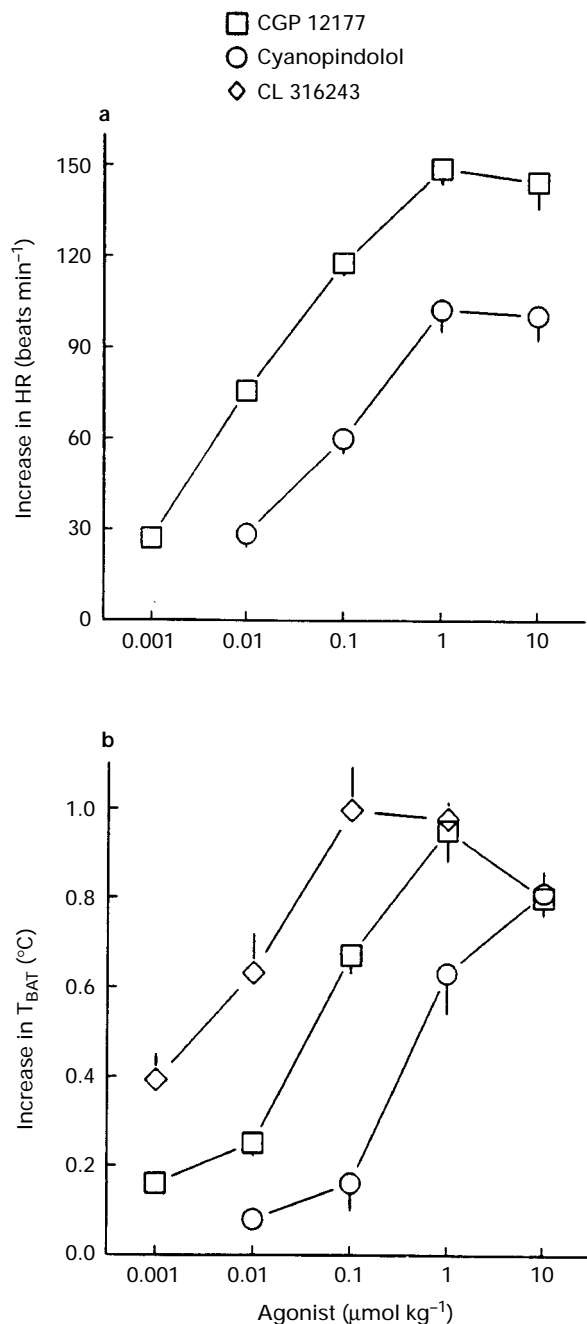 CGP 12177
Cyanopindolol
CL 316243
a
150
120
90
60
30
0
Increase in HR (beats min⁻¹)
0.001 0.01 0.1 1 10
b
1.0
0.8
0.6
0.4
0.2
0.0
Increase in T_BAT (°C)
0.001 0.01 0.1 1 10
Agonist (μmol kg⁻¹)